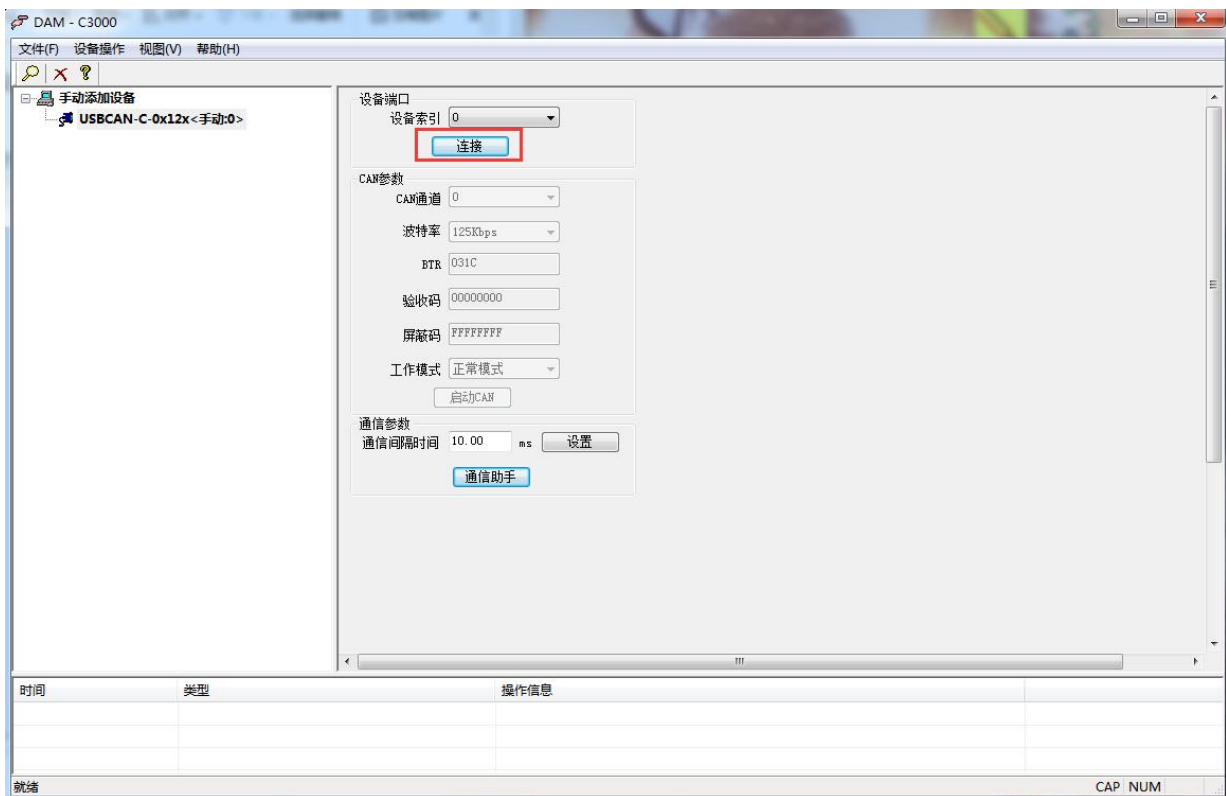 DAM - C3000
文件(F) 设备操作 视图(V) 帮助(H)
手动添加设备
USBCAN-C-0x12x<手动:0>
设备端口
设备索引 0
连接
CAN参数
CAN通道 0
波特率 125Kbps
BTR 031C
验收码 00000000
屏蔽码 FFFFFFFF
工作模式 正常模式
启动CAN
通信参数
通信间隔时间 10.00 ms 设置
通信助手
时间 类型 操作信息
就绪 CAP NUM